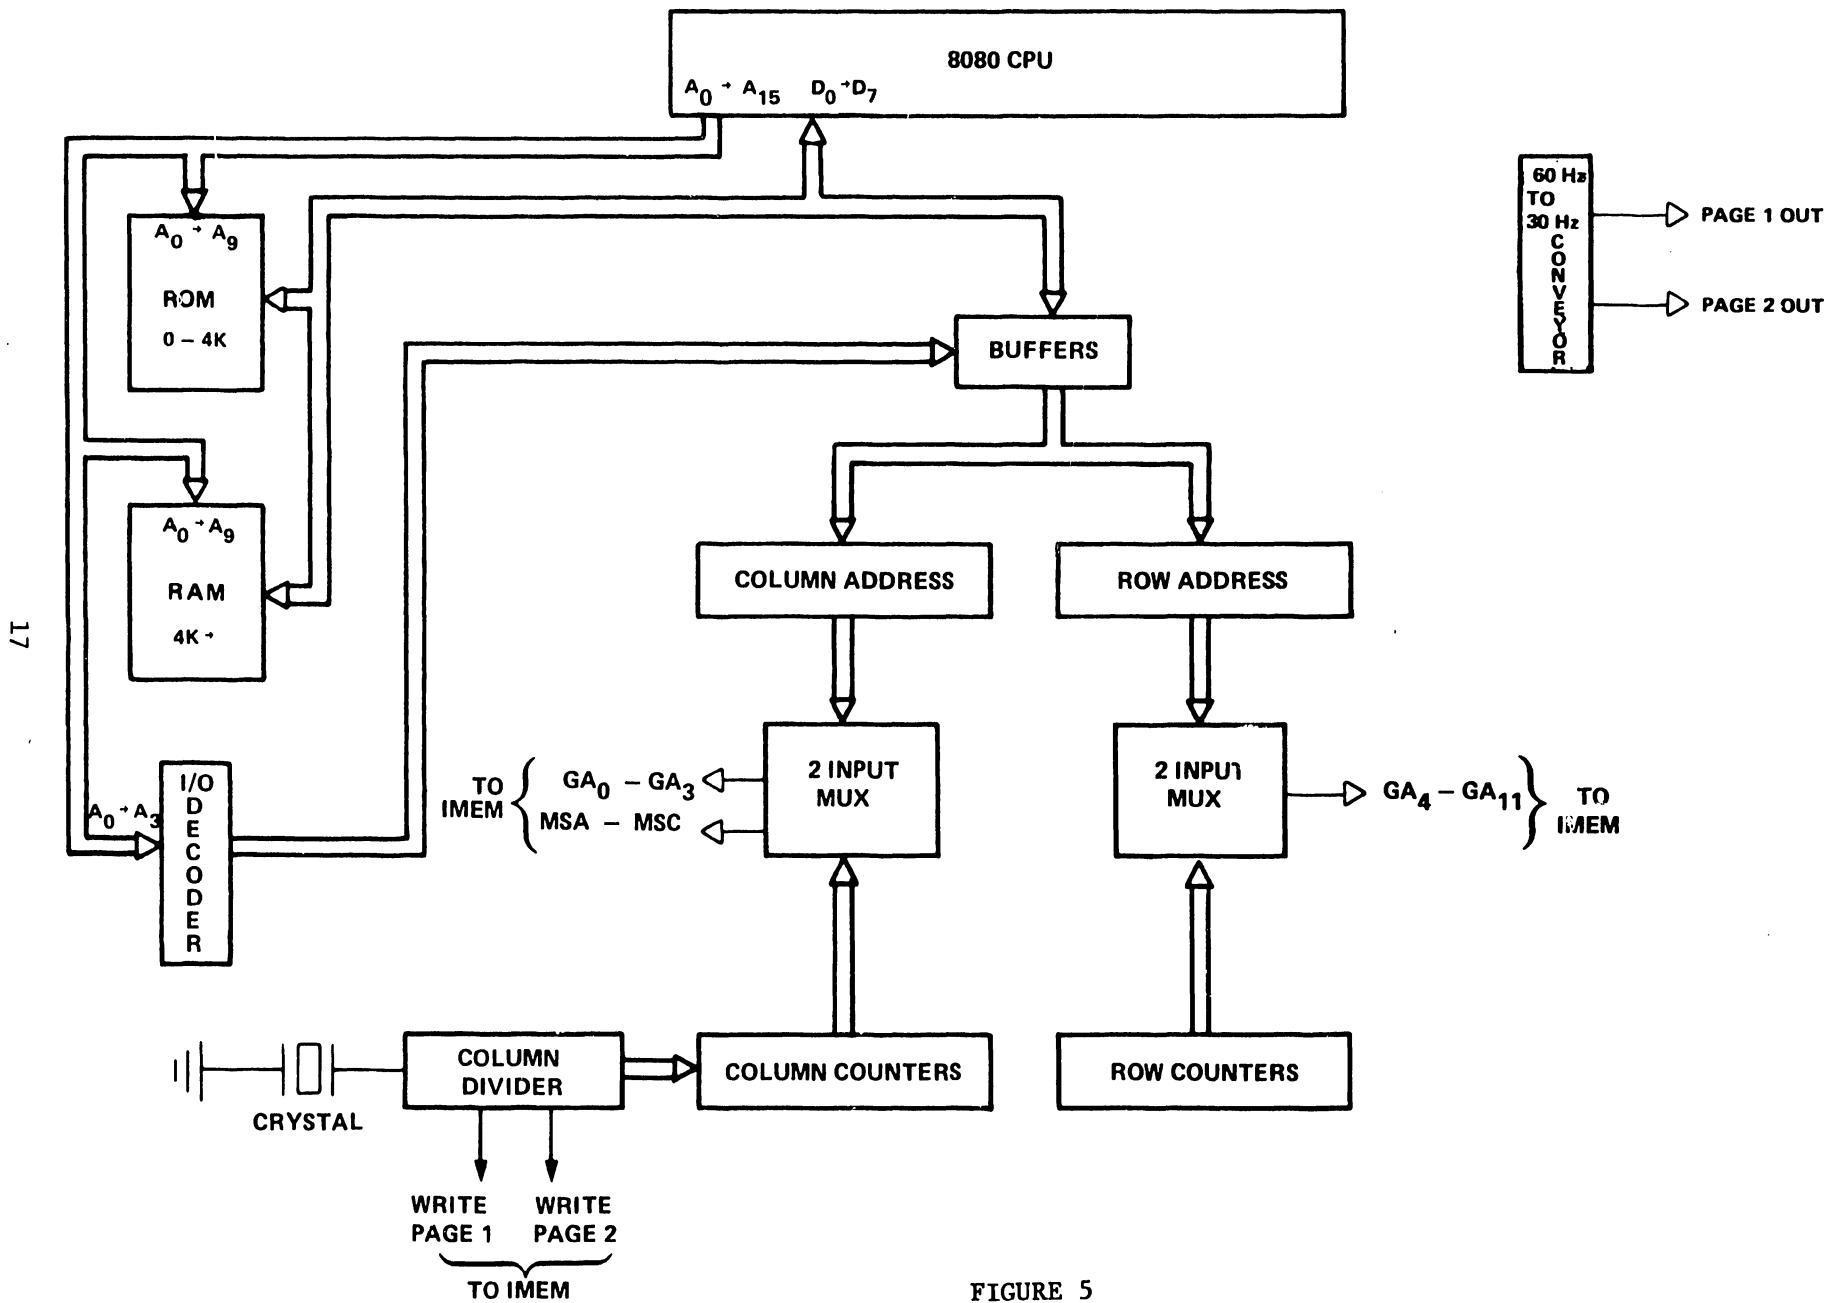 8080 CPU
A0 → A15 D0 → D7
60 Hz
TO
30 Hz
CONVEYOR
PAGE 1 OUT
PAGE 2 OUT
A0 → A9
ROM
0 – 4K
BUFFERS
A0 → A9
RAM
4K →
COLUMN ADDRESS
ROW ADDRESS
17
I/O
DECODER
A0 → A3
TO
IMEM
GA0 – GA3
MSA – MSC
2 INPUT
MUX
2 INPUT
MUX
GA4 – GA11
TO
IMEM
CRYSTAL
COLUMN
DIVIDER
COLUMN COUNTERS
ROW COUNTERS
WRITE
PAGE 1
WRITE
PAGE 2
TO IMEM
FIGURE 5